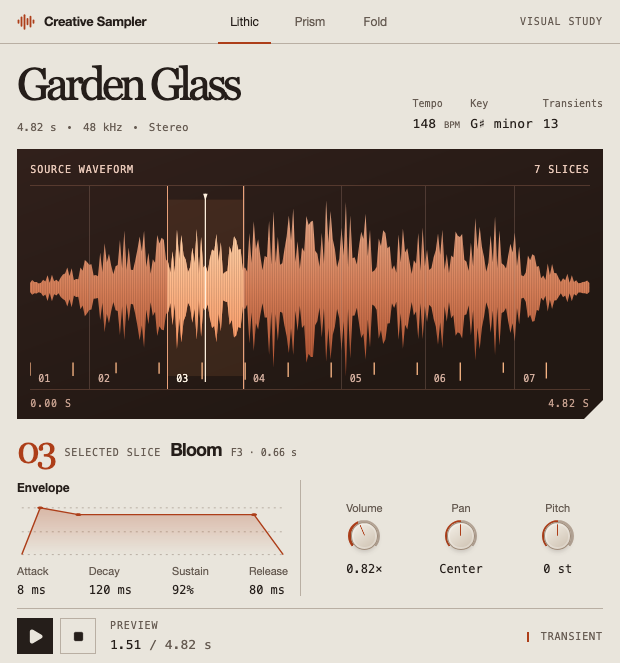 Creative Sampler
Lithic Prism Fold
VISUAL STUDY
Garden Glass
4.82 s • 48 kHz • Stereo
Tempo Key Transients
148 BPM G♯ minor 13
SOURCE WAVEFORM 7 SLICES
01 02 03 04 05 06 07
0.00 S 4.82 S
03 SELECTED SLICE Bloom F3 · 0.66 s
Envelope
Attack Decay Sustain Release
8 ms 120 ms 92% 80 ms
Volume Pan Pitch
0.82× Center 0 st
PREVIEW
1.51 / 4.82 s
TRANSIENT